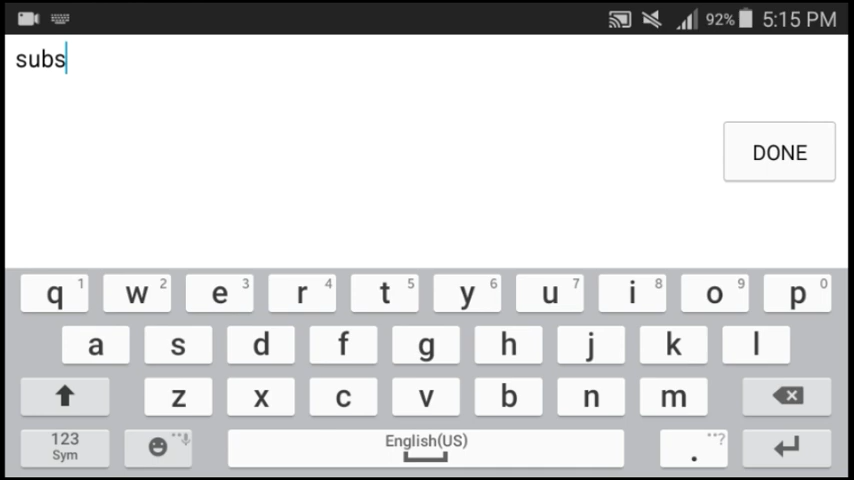 92% 5:15 PM
subs
DONE
q 1 w 2 e 3 r 4 t 5 y 6 u 7 i 8 o 9 p 0
a s d f g h j k l
z x c v b n m
123 Sym English(US) . ?